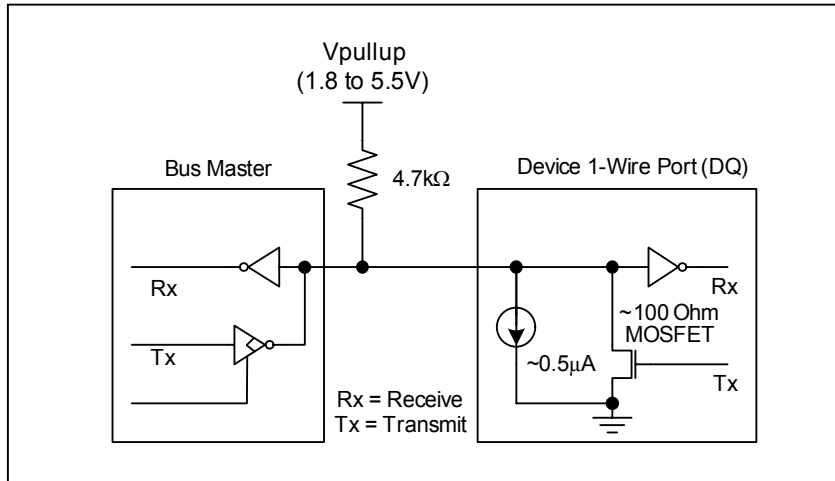 Vpullup
(1.8 to 5.5V)
Bus Master
4.7kΩ
Device 1-Wire Port (DQ)
Rx
Tx
Rx
~100 Ohm
MOSFET
~0.5μA
Tx
Rx = Receive
Tx = Transmit